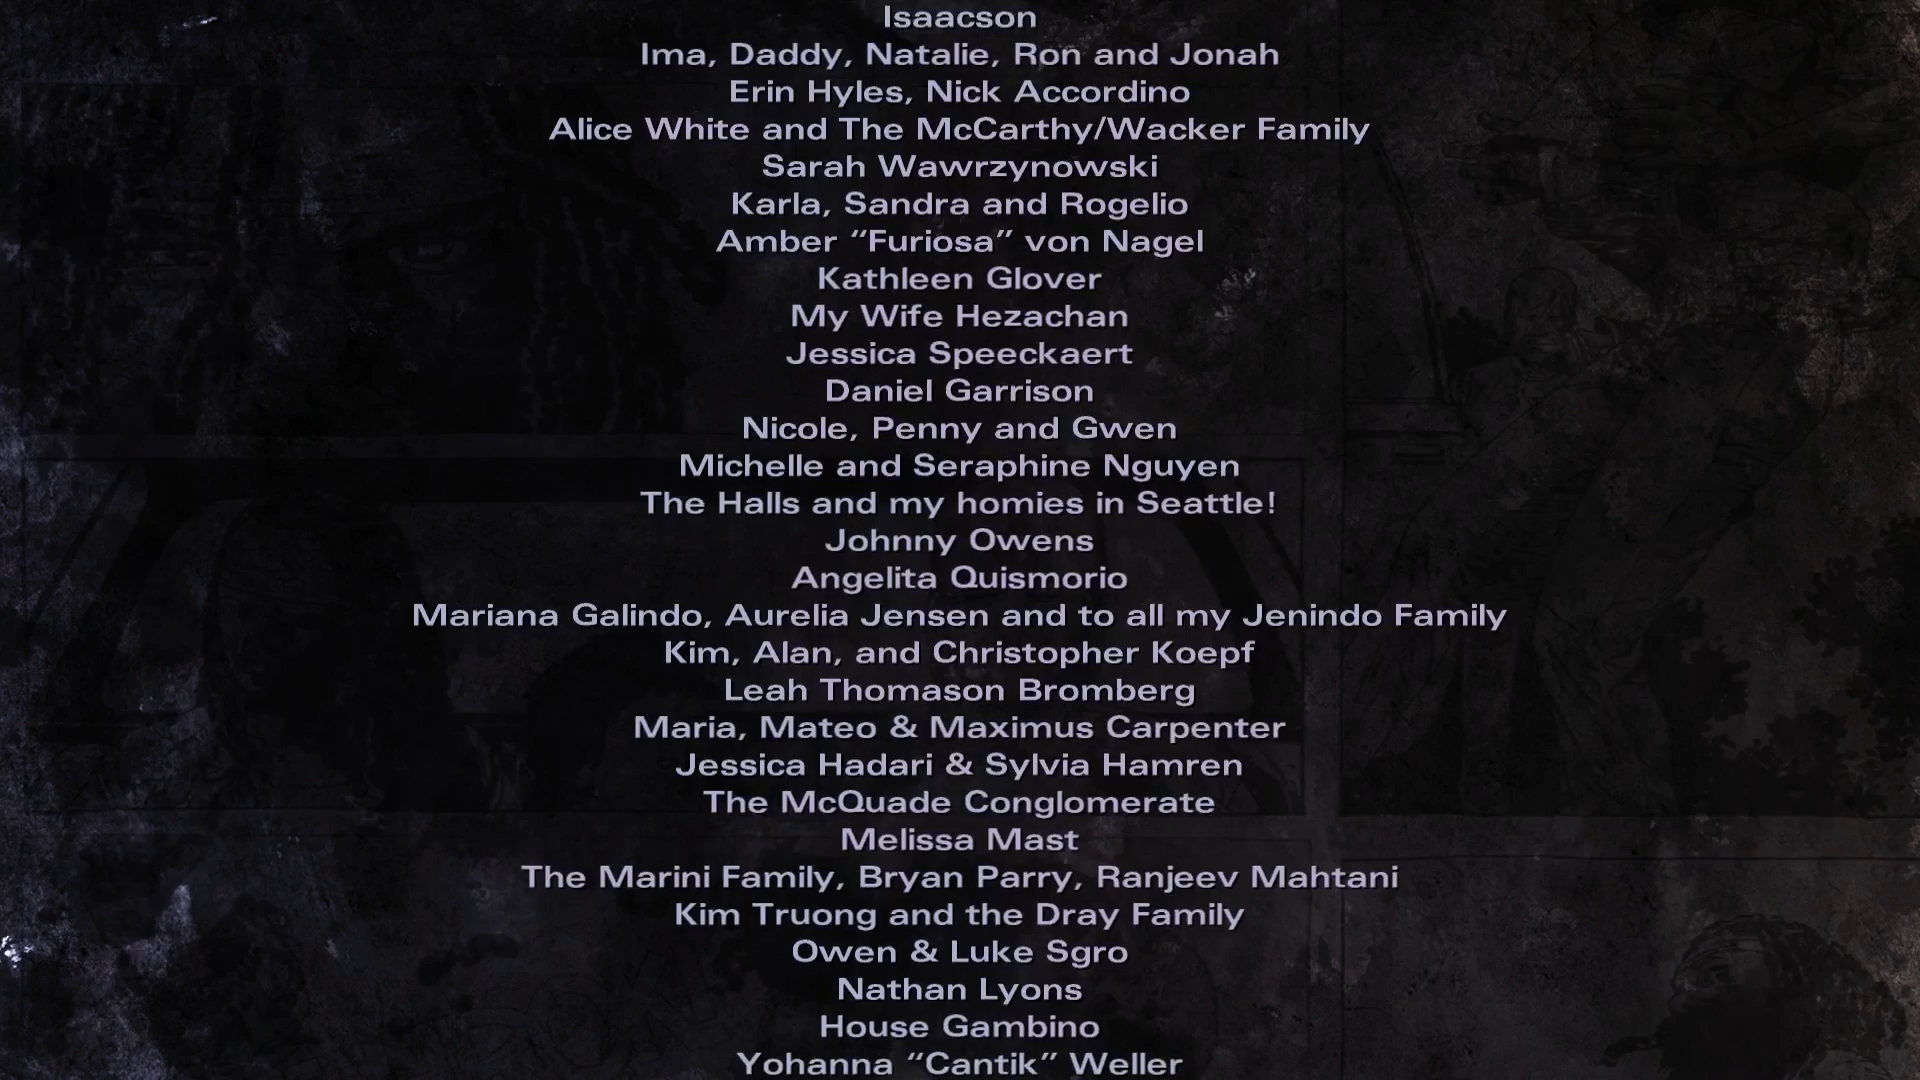 Isaacson
Ima, Daddy, Natalie, Ron and Jonah
Erin Hyles, Nick Accordino
Alice White and The McCarthy/Wacker Family
Sarah Wawrzynowski
Karla, Sandra and Rogelio
Amber “Furiosa” von Nagel
Kathleen Glover
My Wife Hezachan
Jessica Speeckaert
Daniel Garrison
Nicole, Penny and Gwen
Michelle and Seraphine Nguyen
The Halls and my homies in Seattle!
Johnny Owens
Angelita Quismorio
Mariana Galindo, Aurelia Jensen and to all my Jenindo Family
Kim, Alan, and Christopher Koepf
Leah Thomason Bromberg
Maria, Mateo & Maximus Carpenter
Jessica Hadari & Sylvia Hamren
The McQuade Conglomerate
Melissa Mast
The Marini Family, Bryan Parry, Ranjeev Mahtani
Kim Truong and the Dray Family
Owen & Luke Sgro
Nathan Lyons
House Gambino
Yohanna “Cantik” Weller